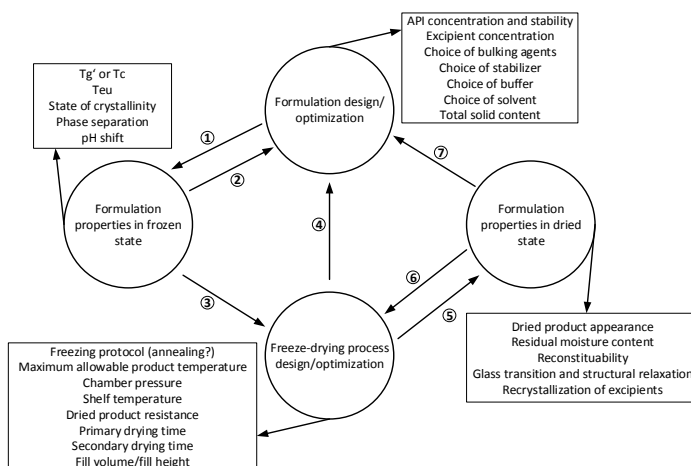 API concentration and stability
Excipient concentration
Choice of bulking agents
Choice of stabilizer
Choice of buffer
Choice of solvent
Total solid content
Tg‘ or Tc
Teu
State of crystallinity
Phase separation
pH shift
Formulation design/
optimization
①
②
⑦
Formulation
properties in frozen
state
④
Formulation
properties in dried
state
③
⑥
⑤
Freeze-drying process
design/optimization
Freezing protocol (annealing?)
Maximum allowable product temperature
Chamber pressure
Shelf temperature
Dried product resistance
Primary drying time
Secondary drying time
Fill volume/fill height
Dried product appearance
Residual moisture content
Reconstituability
Glass transition and structural relaxation
Recrystallization of excipients